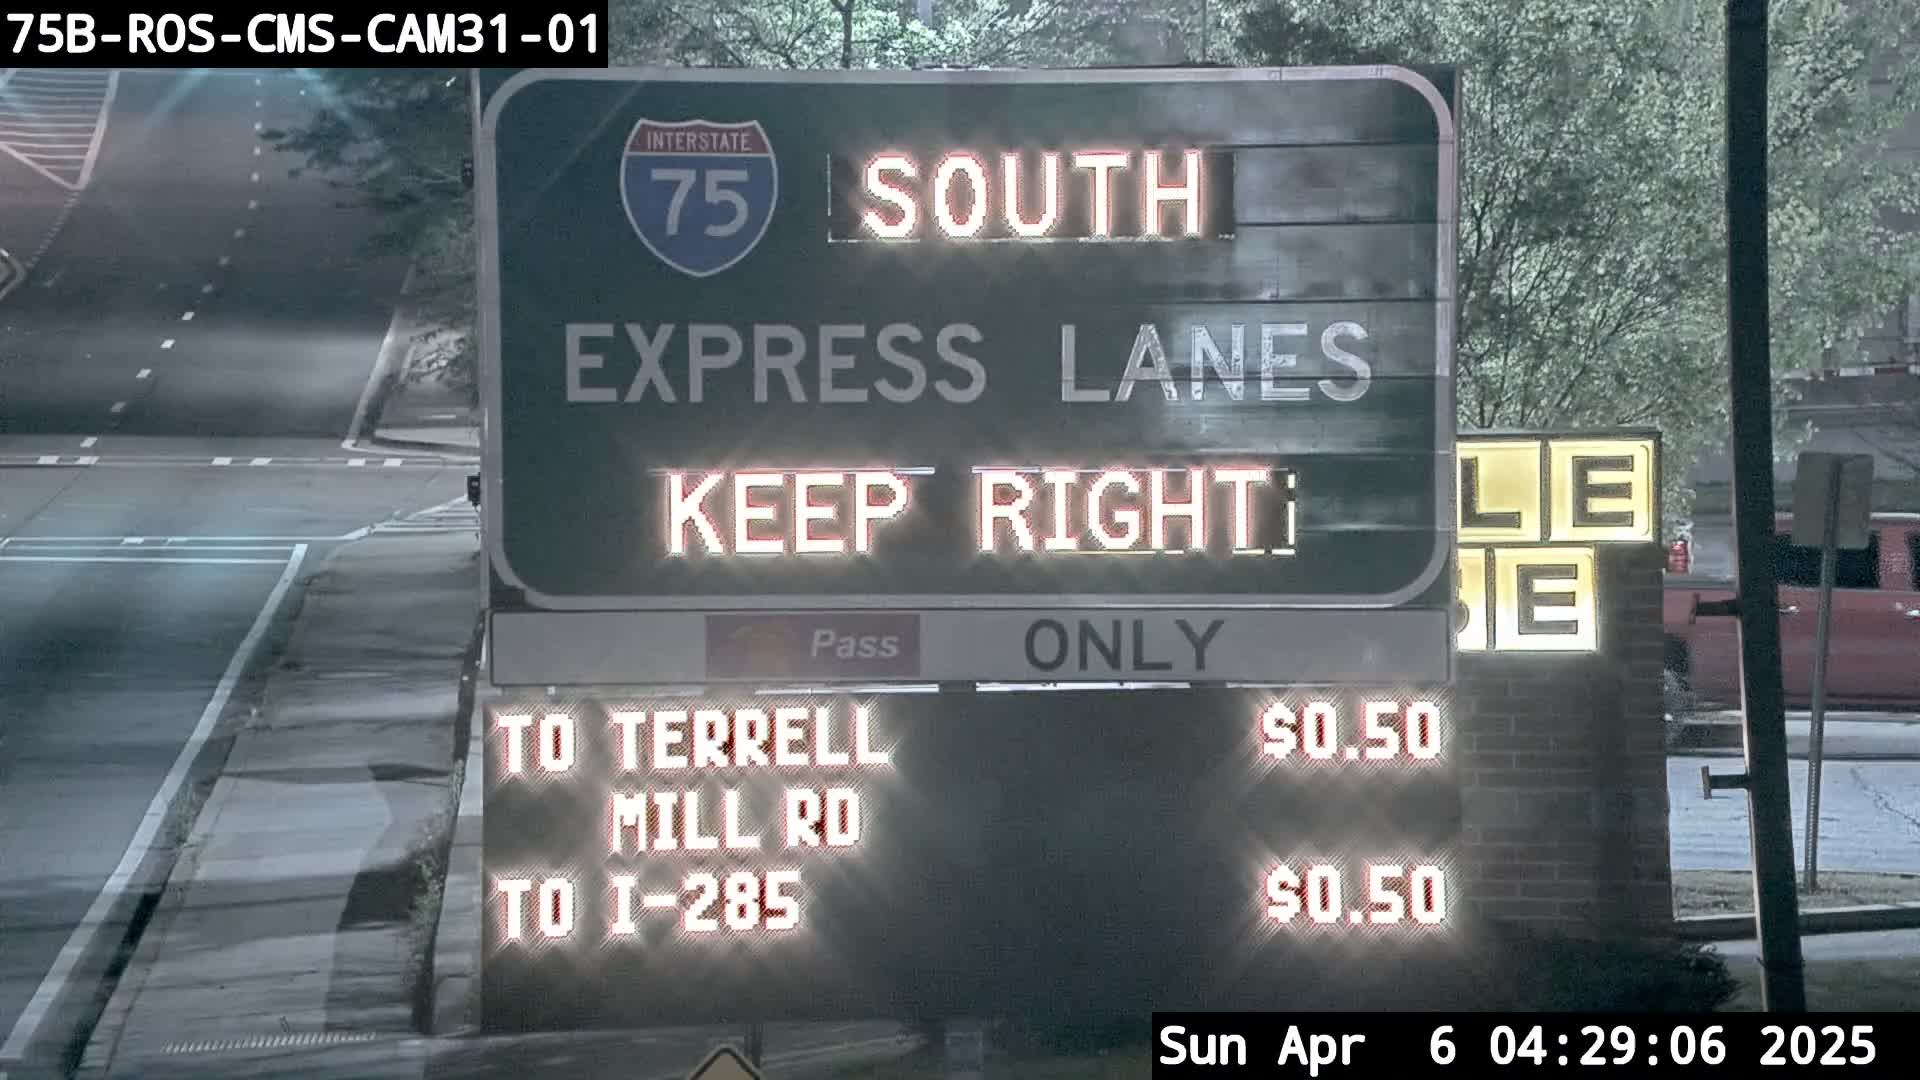 75B-ROS-CMS-CAM31-01
INTERSTATE
75
SOUTH
EXPRESS LANES
KEEP RIGHT
Pass ONLY
TO TERRELL $0.50
MILL RD
TO I-285 $0.50
LE
E
Sun Apr 6 04:29:06 2025